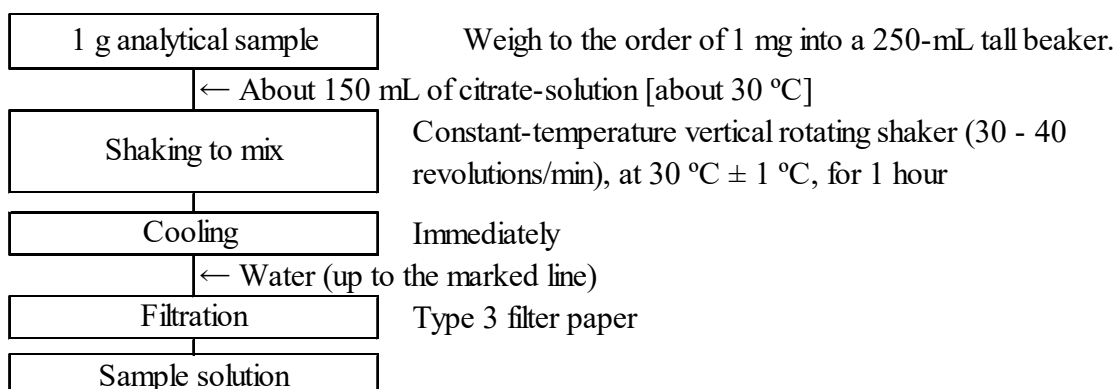 1 g analytical sample Weigh to the order of 1 mg into a 250-mL tall beaker.
← About 150 mL of citrate-solution [about 30 ºC]
Shaking to mix Constant-temperature vertical rotating shaker (30 - 40
revolutions/min), at 30 ºC ± 1 ºC, for 1 hour
Cooling Immediately
← Water (up to the marked line)
Filtration Type 3 filter paper
Sample solution